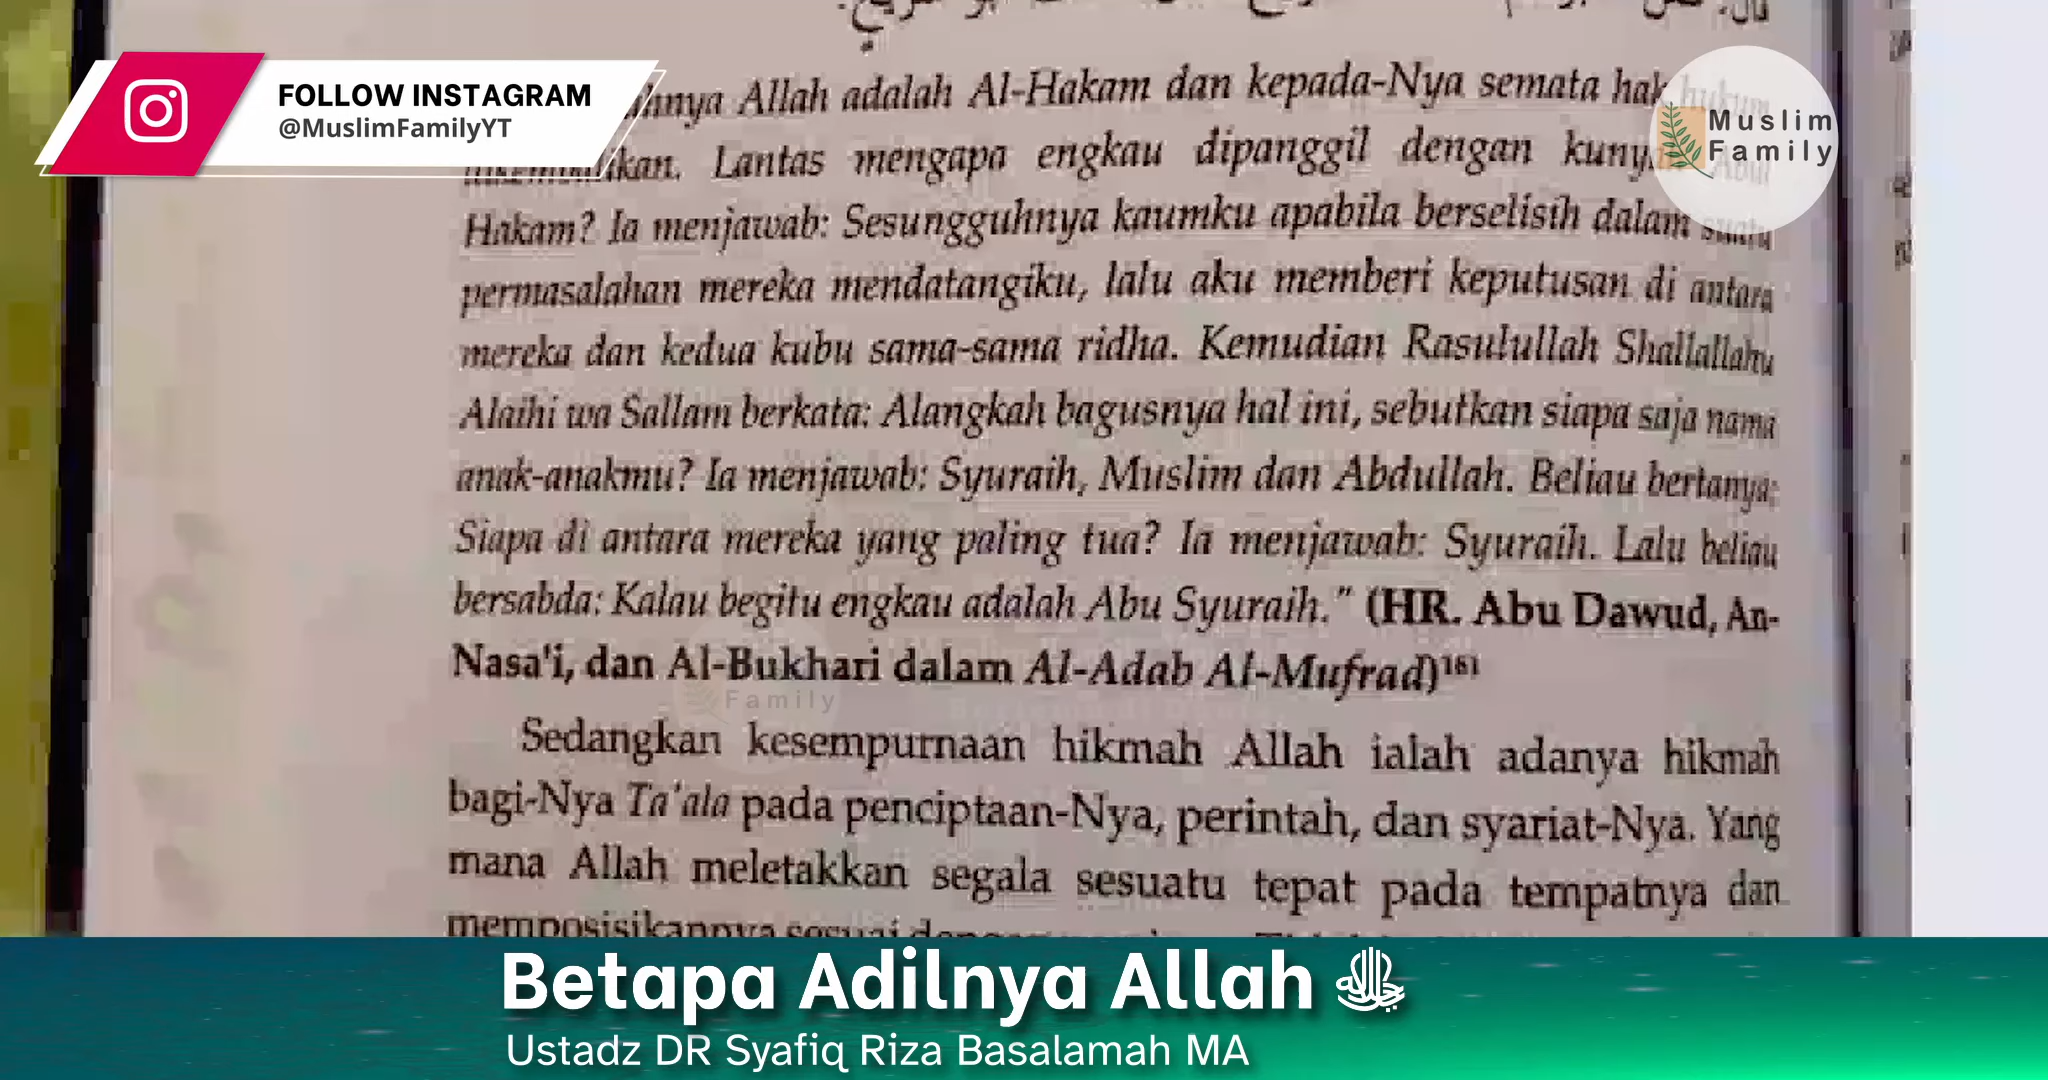 FOLLOW INSTAGRAM
@MuslimFamilyYT
Muslim
Family
Allah adalah Al-Hakam dan kepada-Nya semata hak
Lantas mengapa engkau dipanggil dengan
Hakam? Ia menjawab: Sesungguhnya kaumku apabila berselisih dalam suatu
permasalahan mereka mendatangiku, lalu aku memberi keputusan di antara
mereka dan kedua kubu sama-sama ridha. Kemudian Rasulullah Shallallahu
Alaihi wa Sallam berkata: Alangkah bagusnya hal ini, sebutkan siapa saja nama
anak-anakmu? Ia menjawab: Syuraih, Muslim dan Abdullah. Beliau bertanya:
Siapa di antara mereka yang paling tua? Ia menjawab: Syuraih. Lalu beliau
bersabda: Kalau begitu engkau adalah Abu Syuraih." (HR. Abu Dawud, An-
Nasa'i, dan Al-Bukhari dalam Al-Adab Al-Mufrad)¹⁶¹
Family
Sedangkan kesempurnaan hikmah Allah ialah adanya hikmah
bagi-Nya Ta'ala pada penciptaan-Nya, perintah, dan syariat-Nya. Yang
mana Allah meletakkan segala sesuatu tepat pada tempatnya dan
memposisikannya sesuai
Betapa Adilnya Allah ﷻ
Ustadz DR Syafiq Riza Basalamah MA